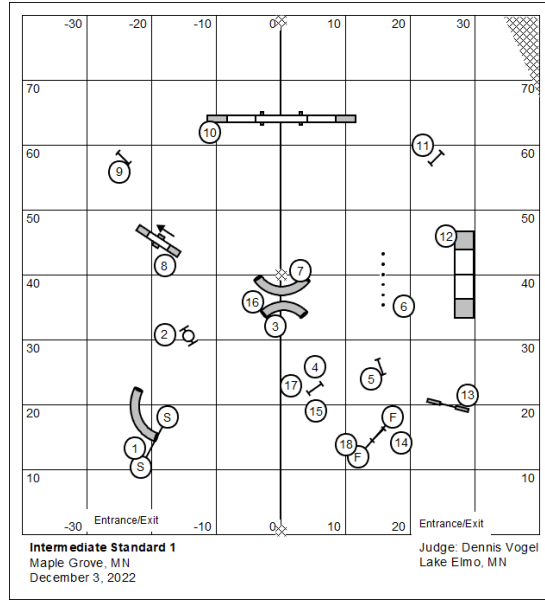 -30 -20 -10 0 10 20 30
70 70
10
60 11 60
9
50 50
12
8
40 7 40
16 6
3
2
30 30
4
17 5
13
20 15 20
S F
1 18 14
S F
10 10
Entrance/Exit Entrance/Exit
-30 -20 -10 0 10 20 30
Intermediate Standard 1 Judge: Dennis Vogel
Maple Grove, MN Lake Elmo, MN
December 3, 2022